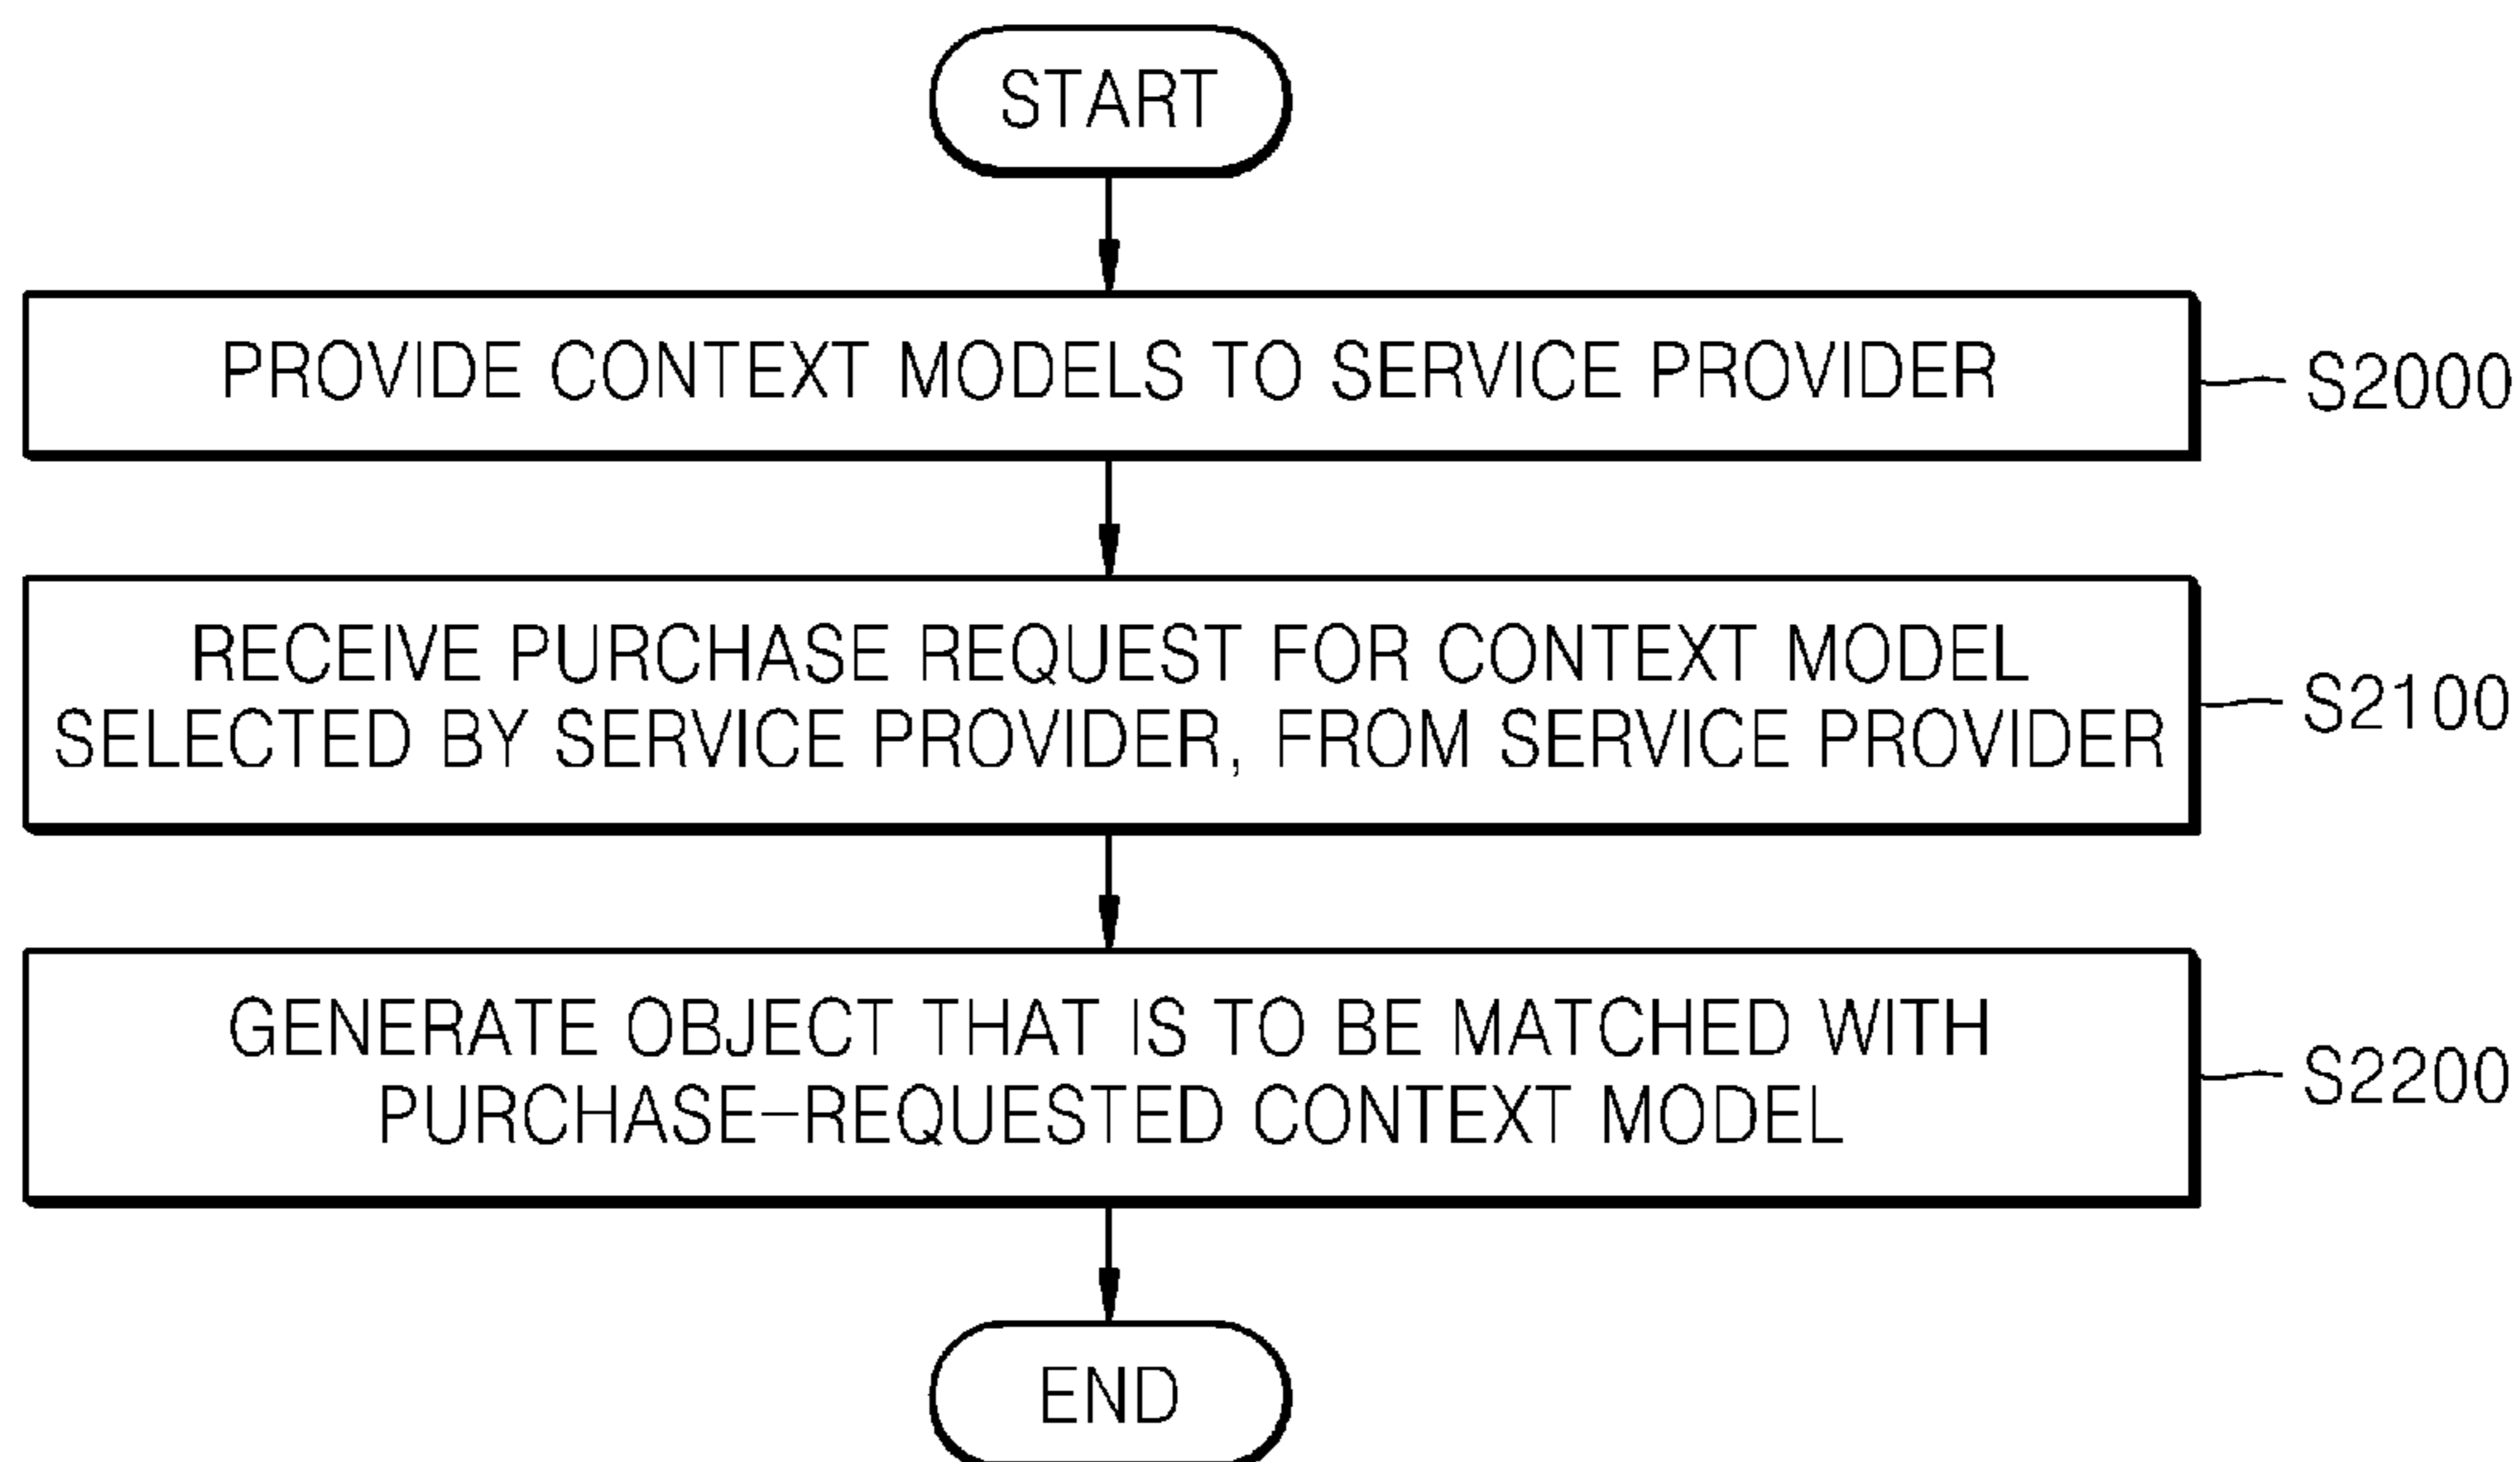 START
PROVIDE CONTEXT MODELS TO SERVICE PROVIDER
S2000
RECEIVE PURCHASE REQUEST FOR CONTEXT MODEL
SELECTED BY SERVICE PROVIDER, FROM SERVICE PROVIDER
S2100
GENERATE OBJECT THAT IS TO BE MATCHED WITH
PURCHASE-REQUESTED CONTEXT MODEL
S2200
END